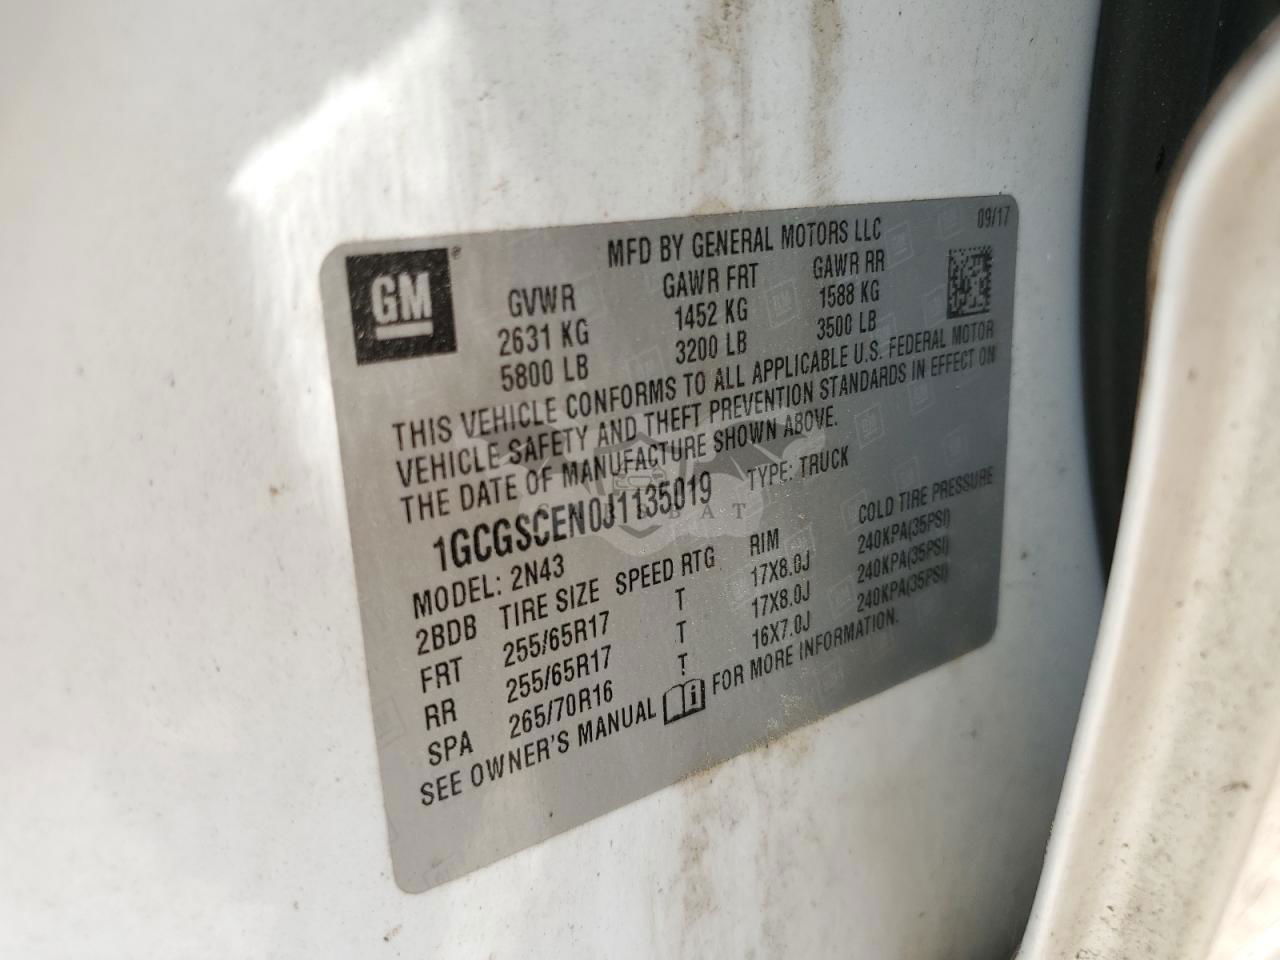 GM
MFD BY GENERAL MOTORS LLC 09/17
GVWR GAWR FRT GAWR RR
2631 KG 1452 KG 1588 KG
5800 LB 3200 LB 3500 LB
THIS VEHICLE CONFORMS TO ALL APPLICABLE U.S. FEDERAL MOTOR
VEHICLE SAFETY AND THEFT PREVENTION STANDARDS IN EFFECT ON
THE DATE OF MANUFACTURE SHOWN ABOVE.
1GCGSCEN0J1135019 TYPE: TRUCK
MODEL: 2N43
2BDB TIRE SIZE SPEED RTG RIM COLD TIRE PRESSURE
FRT 255/65R17 T 17X8.0J 240KPA(35PSI)
RR 255/65R17 T 17X8.0J 240KPA(35PSI)
SPA 265/70R16 T 16X7.0J 240KPA(35PSI)
SEE OWNER'S MANUAL FOR MORE INFORMATION.